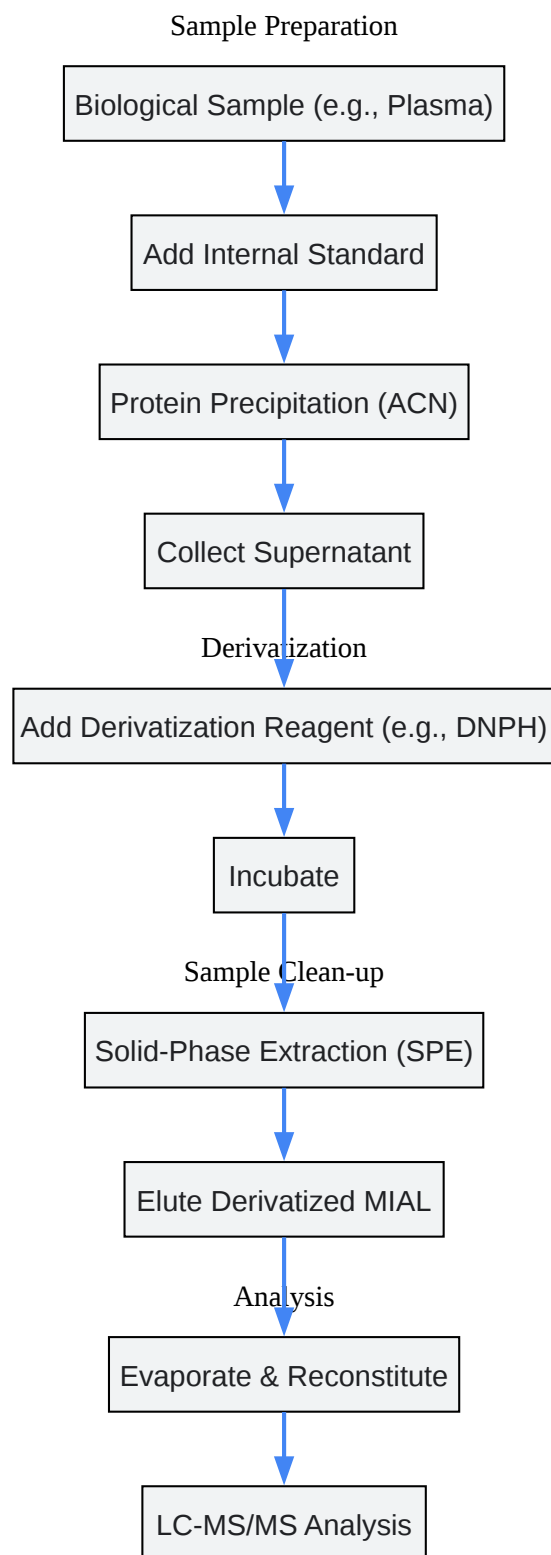 Sample Preparation
Biological Sample (e.g., Plasma)
Add Internal Standard
Protein Precipitation (ACN)
Collect Supernatant
Derivatization
Add Derivatization Reagent (e.g., DNPH)
Incubate
Sample Clean-up
Solid-Phase Extraction (SPE)
Elute Derivatized MIAL
Analysis
Evaporate & Reconstitute
LC-MS/MS Analysis